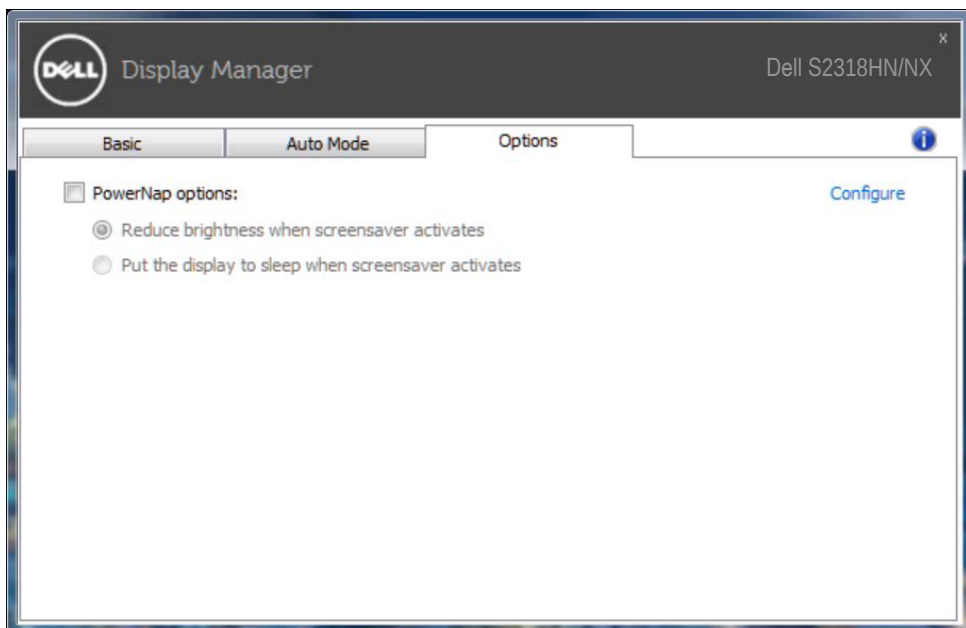 DELL Display Manager
x
Dell S2318HN/NX
Basic Auto Mode Options i
PowerNap options: Configure
Reduce brightness when screensaver activates
Put the display to sleep when screensaver activates